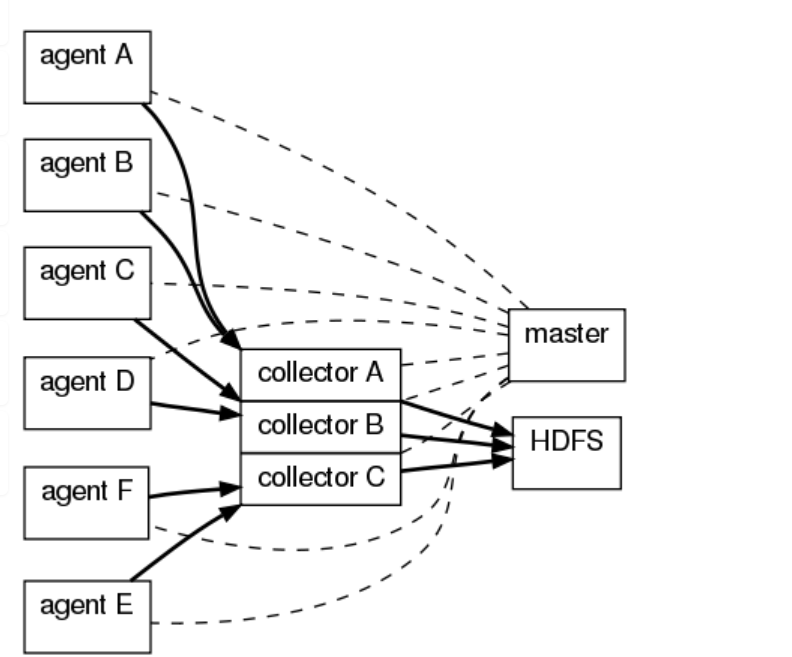 agent A
agent B
agent C
agent D
agent F
agent E
collector A
collector B
collector C
master
HDFS